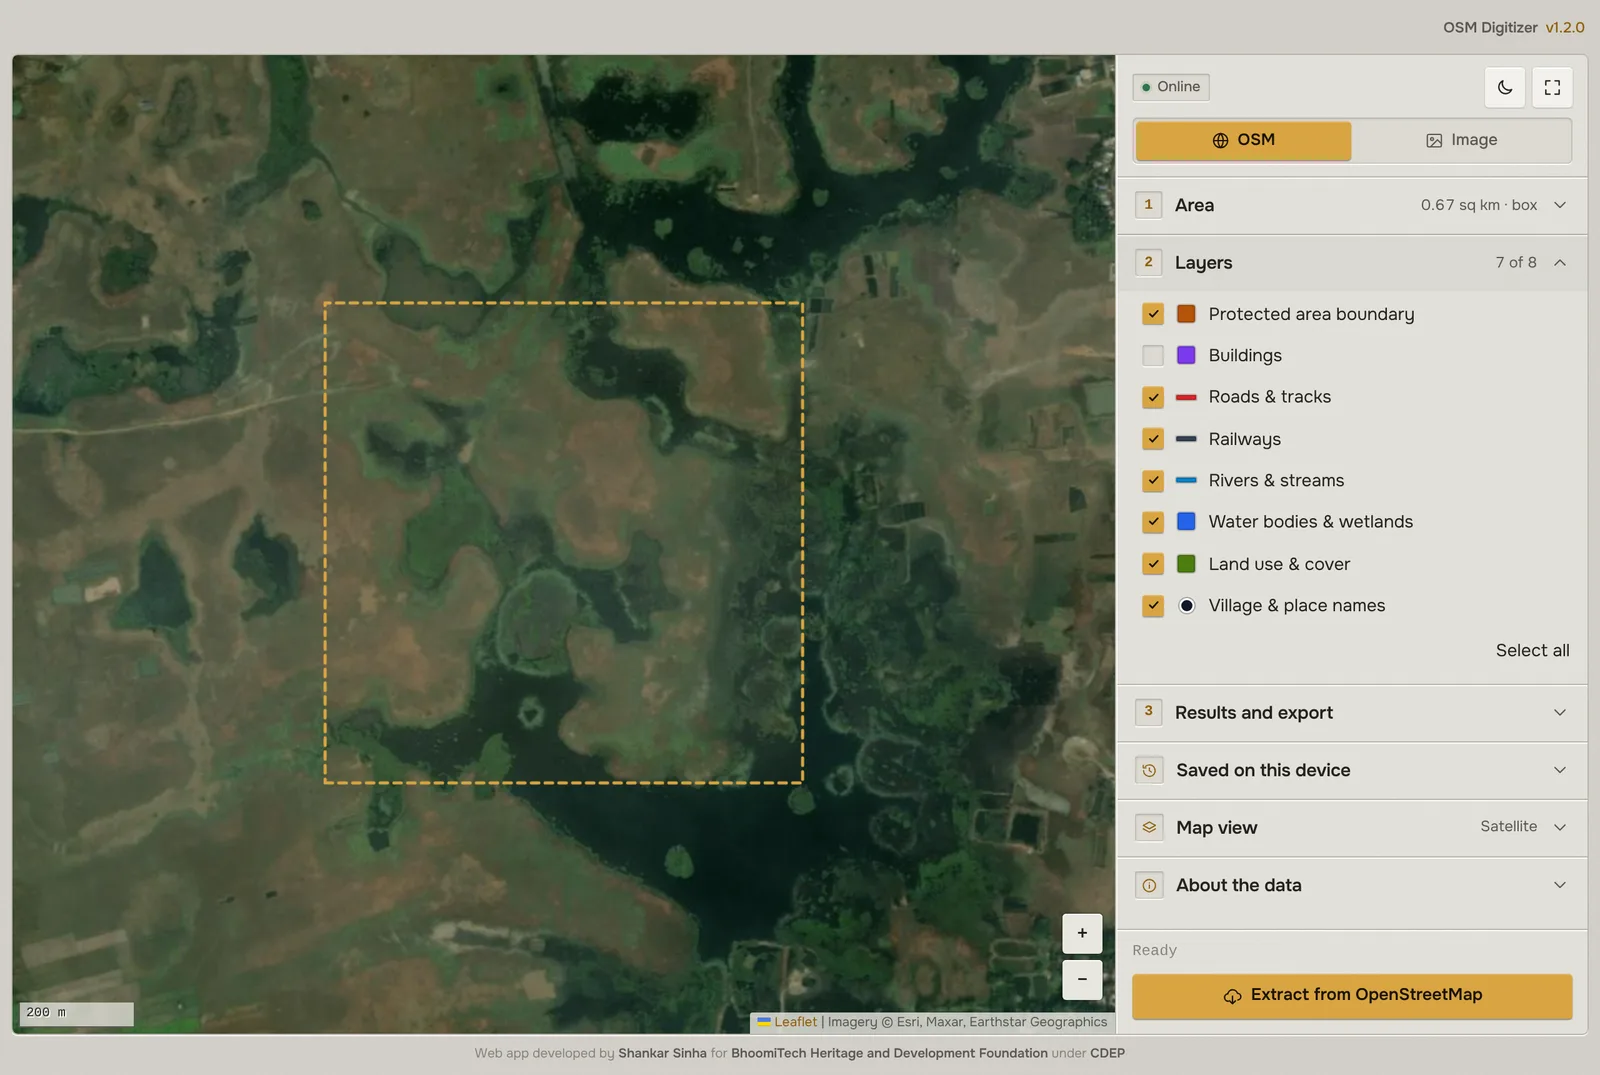 OSM Digitizer v1.2.0
Online
OSM
Image
1 Area 0.67 sq km · box
2 Layers 7 of 8
Protected area boundary
Buildings
Roads & tracks
Railways
Rivers & streams
Water bodies & wetlands
Land use & cover
Village & place names
Select all
3 Results and export
Saved on this device
Map view Satellite
About the data
Ready
Extract from OpenStreetMap
+
−
200 m
Leaflet | Imagery © Esri, Maxar, Earthstar Geographics
Web app developed by Shankar Sinha for BhoomiTech Heritage and Development Foundation under CDEP